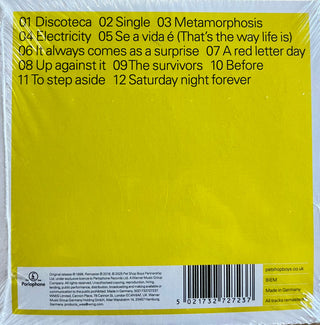 01 Discoteca 02 Single 03 Metamorphosis
04 Electricity 05 Se a vida é (That's the way life is)
06 It always comes as a surprise 07 A red letter day
08 Up against it 09 The survivors 10 Before
11 To step aside 12 Saturday night forever
Parlophone
petshopboys.co.uk
Made in Germany
All tracks remastered
5 021732 727237